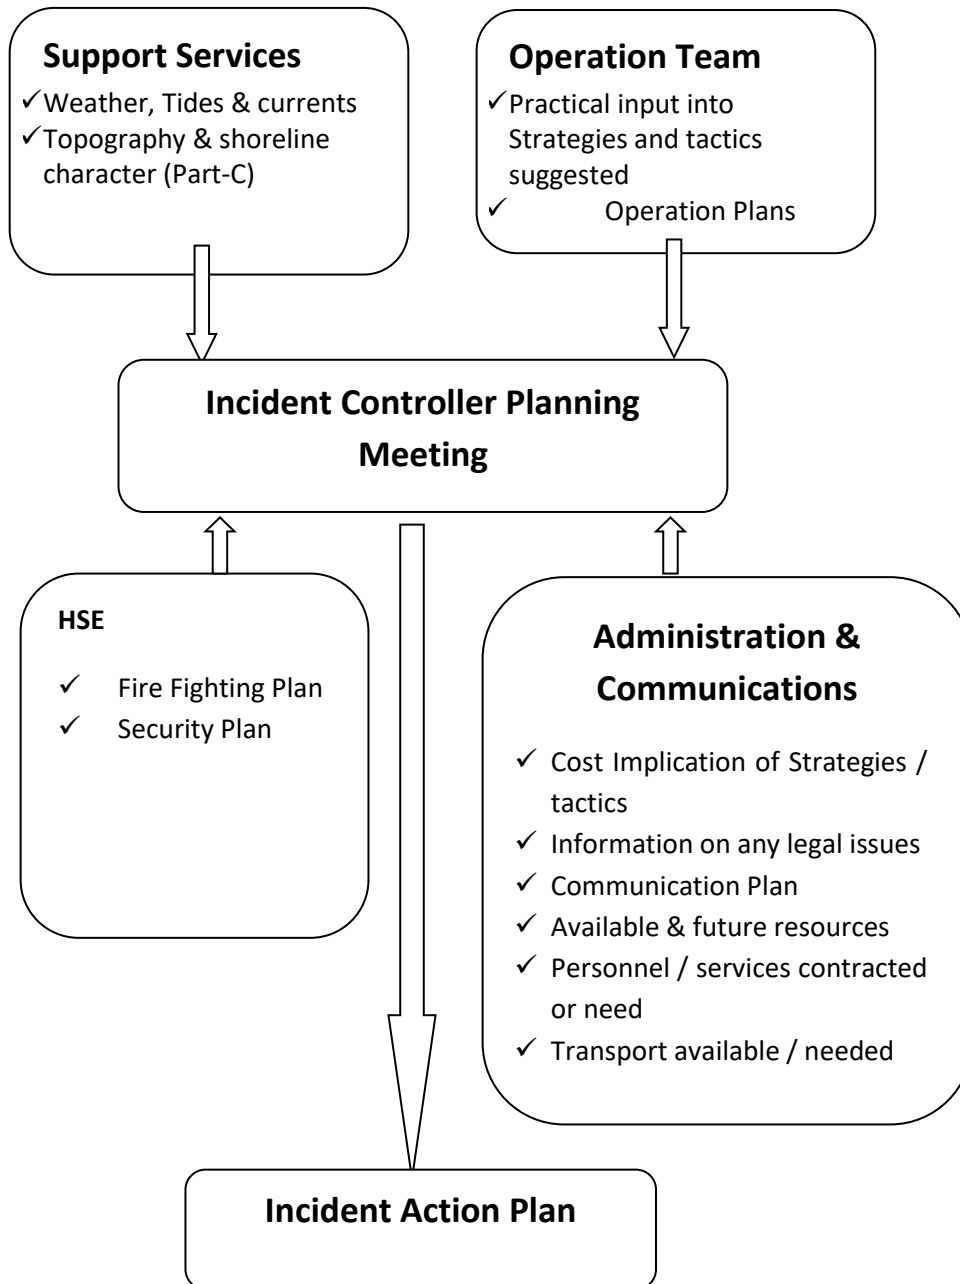 Support Services
✓Weather, Tides & currents
✓Topography & shoreline
character (Part-C)
Operation Team
✓Practical input into
Strategies and tactics
suggested
✓ Operation Plans
Incident Controller Planning
Meeting
HSE
✓ Fire Fighting Plan
✓ Security Plan
Administration &
Communications
✓ Cost Implication of Strategies /
tactics
✓ Information on any legal issues
✓ Communication Plan
✓ Available & future resources
✓ Personnel / services contracted
or need
✓ Transport available / needed
Incident Action Plan